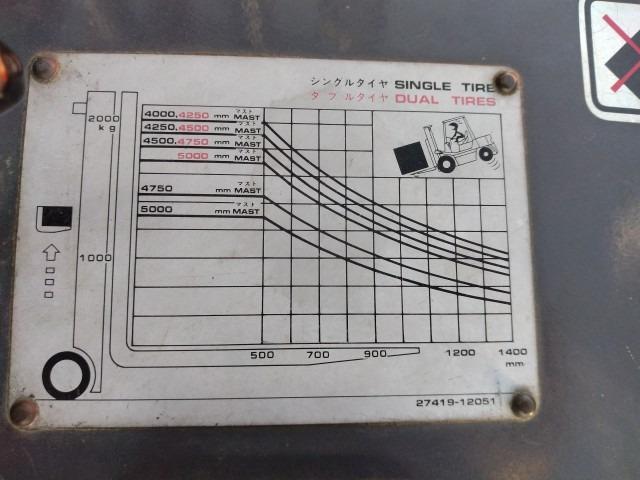 シングルタイヤ SINGLE TIRE
ダブルタイヤ DUAL TIRES
2000
kg
4000.4250 mm マスト MAST
4250.4500 mm マスト MAST
4500.4750 mm マスト MAST
5000 mm マスト MAST
4750 mm マスト MAST
5000 mm マスト MAST
1000
500 700 900 1200 1400
mm
27419-12051